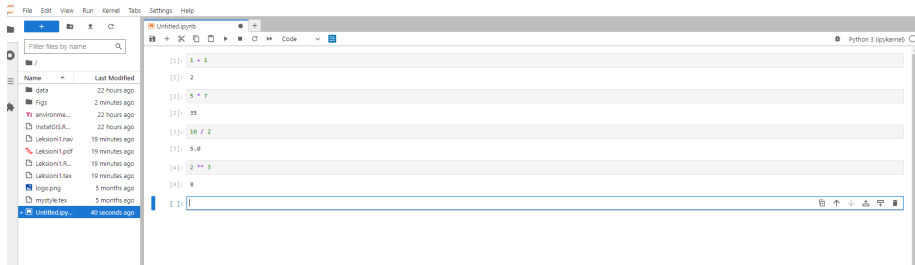 File Edit View Run Kernel Tabs Settings Help
Untitled.ipynb
Code
Python 3 (ipykernel)
Filter files by name
/
Name Last Modified
data 22 hours ago
Figs 2 minutes ago
environme... 22 hours ago
InstatGIS.R... 22 hours ago
Leksioni1.nav 19 minutes ago
Leksioni1.pdf 19 minutes ago
Leksioni1.R... 19 minutes ago
Leksioni1.tex 19 minutes ago
logo.png 5 months ago
mystyle.tex 5 months ago
Untitled.ipy... 40 seconds ago
[1]: 1 + 1
[1]: 2
[2]: 5 * 7
[2]: 35
[3]: 10 / 2
[3]: 5.0
[4]: 2 ** 3
[4]: 8
[ ]: